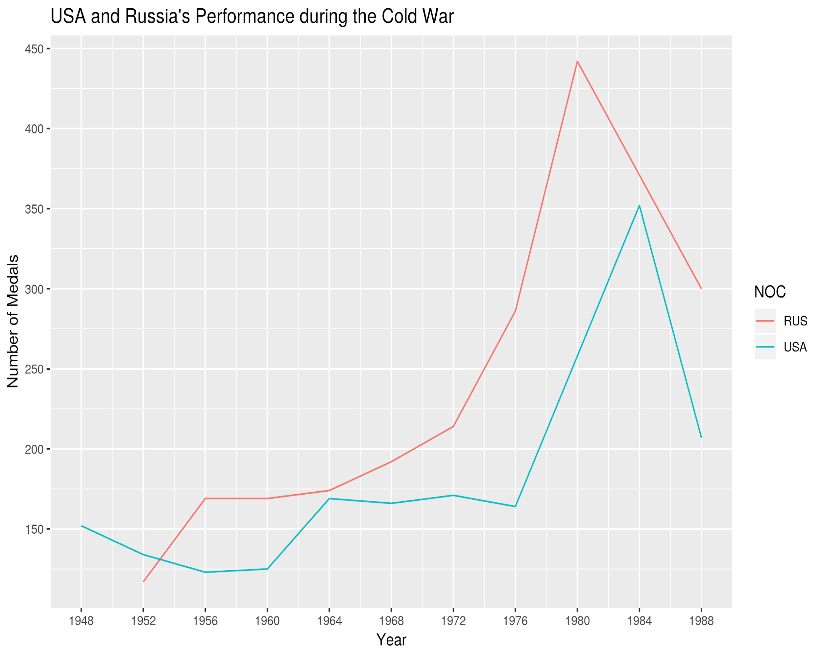 USA and Russia's Performance during the Cold War
450
400
350
300
250
200
150
Number of Medals
1948 1952 1956 1960 1964 1968 1972 1976 1980 1984 1988
Year
NOC
RUS
USA